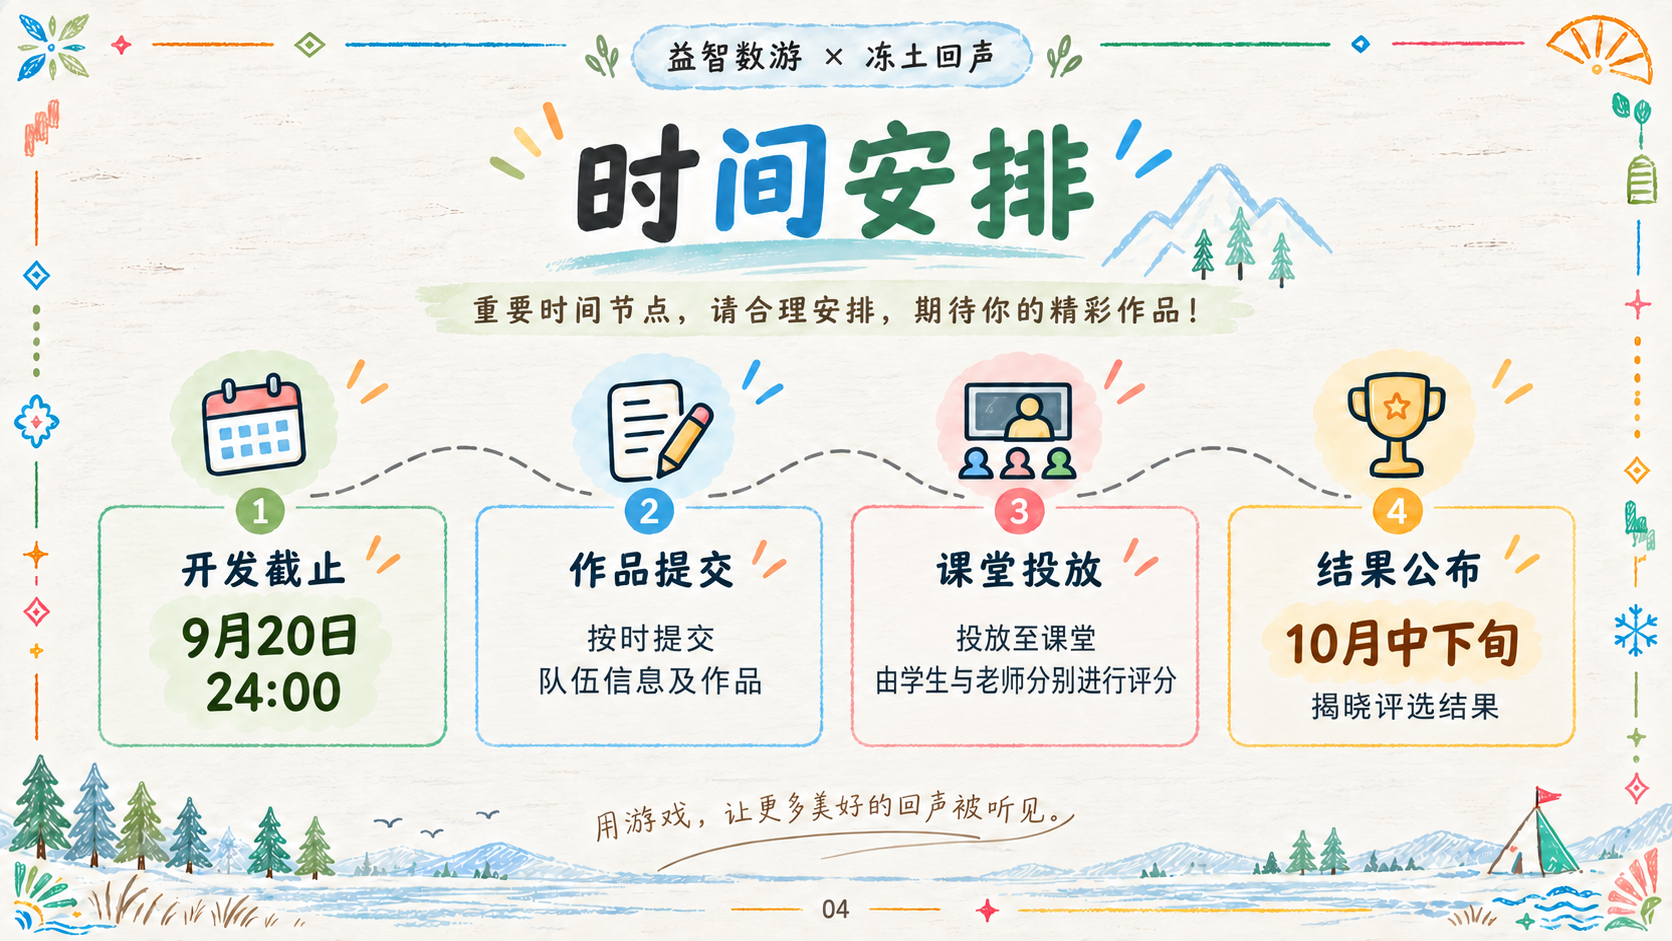 益智数游 × 冻土回声
时间安排
重要时间节点，请合理安排，期待你的精彩作品！
1
开发截止
9月20日
24:00
2
作品提交
按时提交
队伍信息及作品
3
课堂投放
投放至课堂
由学生与老师分别进行评分
4
结果公布
10月中下旬
揭晓评选结果
用游戏，让更多美好的回声被听见。
04